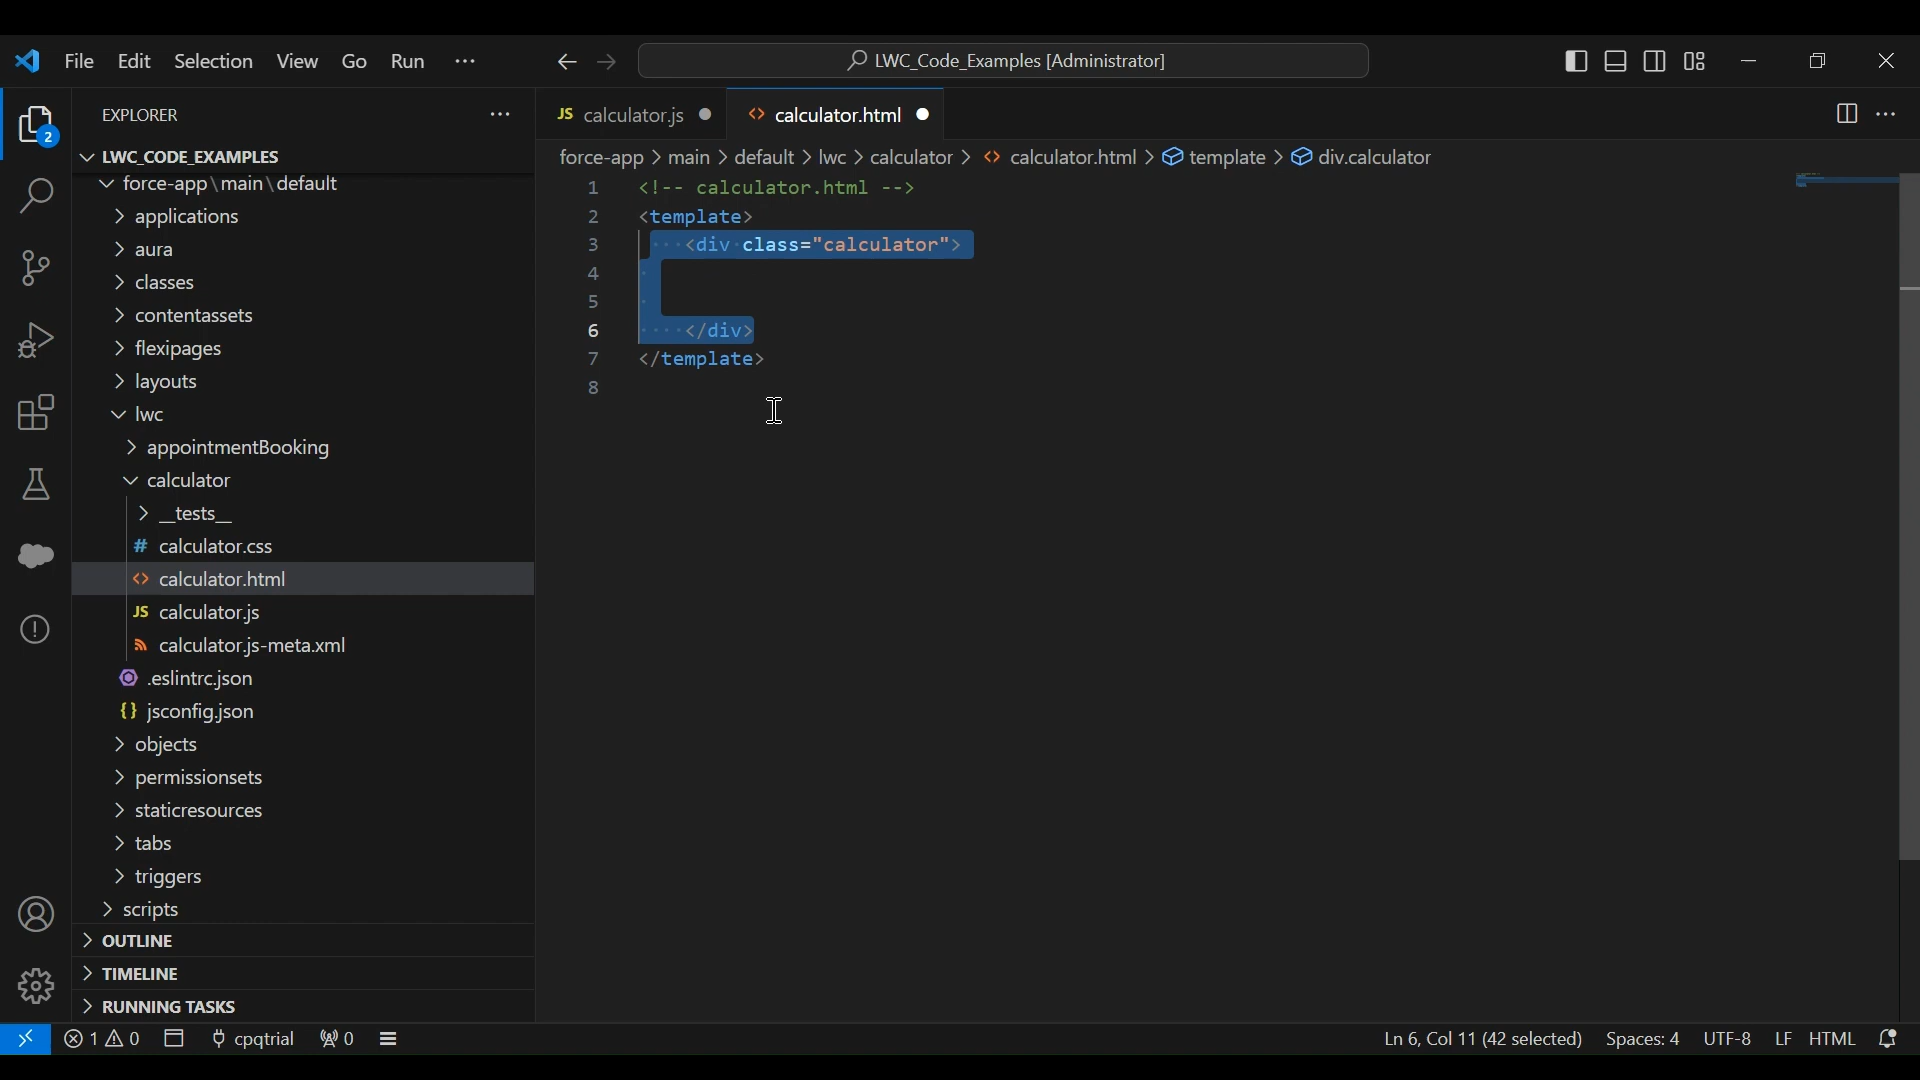 File Edit Selection View Go Run ···
LWC_Code_Examples [Administrator]
EXPLORER
2
LWC_CODE_EXAMPLES
force-app\main\default
applications
aura
classes
contentassets
flexipages
layouts
lwc
appointmentBooking
calculator
__tests__
# calculator.css
<> calculator.html
JS calculator.js
calculator.js-meta.xml
.eslintrc.json
{} jsconfig.json
objects
permissionsets
staticresources
tabs
triggers
scripts
OUTLINE
TIMELINE
RUNNING TASKS
JS calculator.js <> calculator.html
force-app > main > default > lwc > calculator > <> calculator.html > template > div.calculator
1 <!-- calculator.html -->
2 <template>
3 <div class="calculator">
4
5
6 </div>
7 </template>
8
1 0 cpqtrial 0 Ln 6, Col 11 (42 selected) Spaces: 4 UTF-8 LF HTML